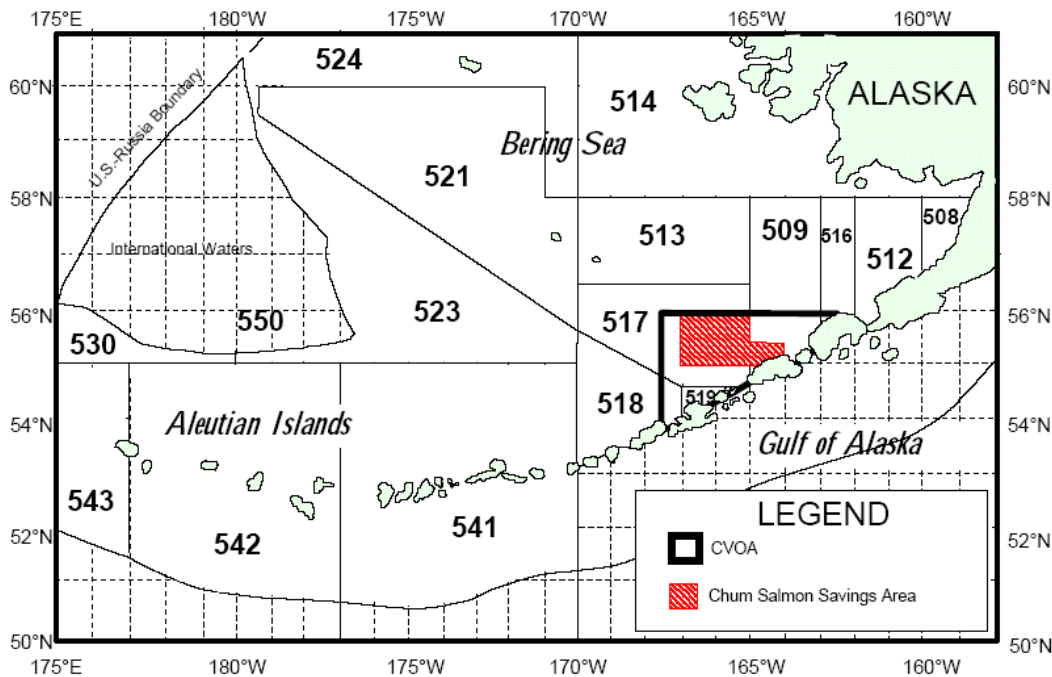 175°E 180°W 175°W 170°W 165°W 160°W
524
60°N 60°N
ALASKA
514
U.S.-Russia Boundary
Bering Sea
521
58°N 58°N
508
513 509 516
International Waters
512
523
56°N 56°N
550 517
530
519
518
54°N 54°N
Aleutian Islands
Gulf of Alaska
543
541
542
52°N 52°N
LEGEND
CVOA
Chum Salmon Savings Area
50°N 50°N
175°E 180°W 175°W 170°W 165°W 160°W